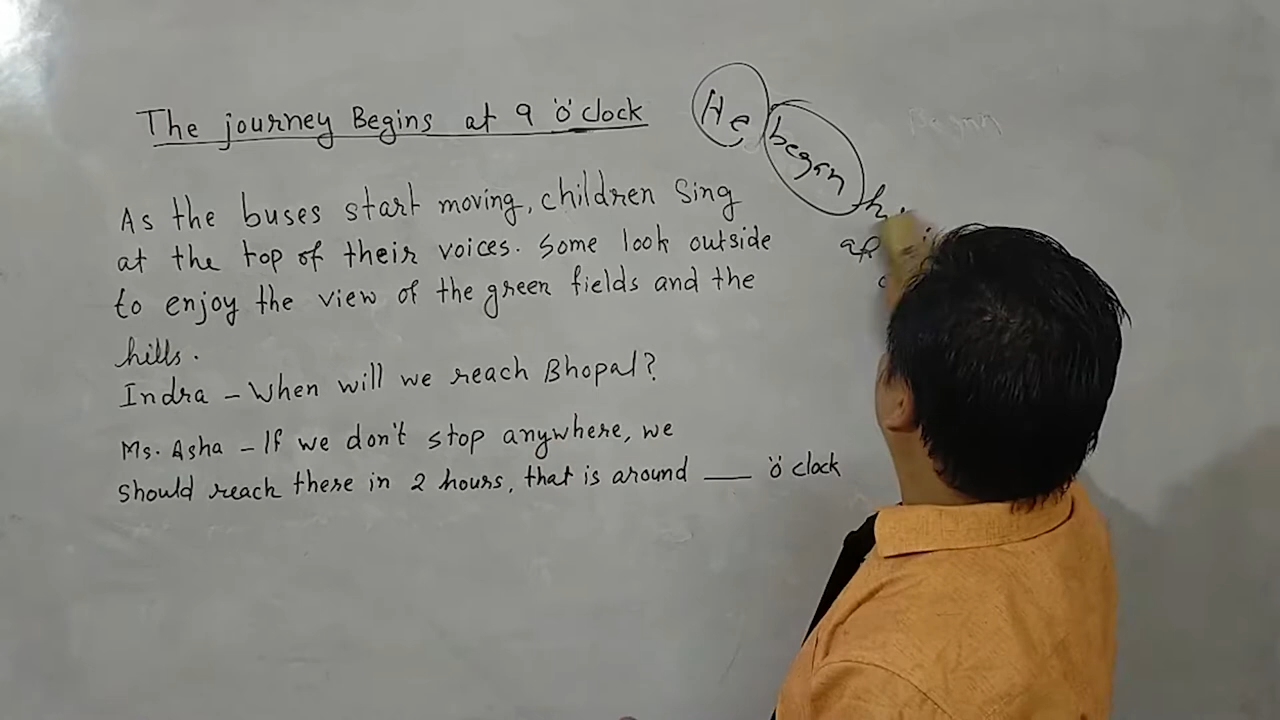 The journey Begins at 9 'o' clock
As the buses start moving, children Sing
at the top of their voices. Some look outside
to enjoy the view of the green fields and the
hills.
Indra – When will we reach Bhopal?
Ms. Asha – If we don't stop anywhere, we
should reach there in 2 hours, that is around ___ 'o' clock
He began